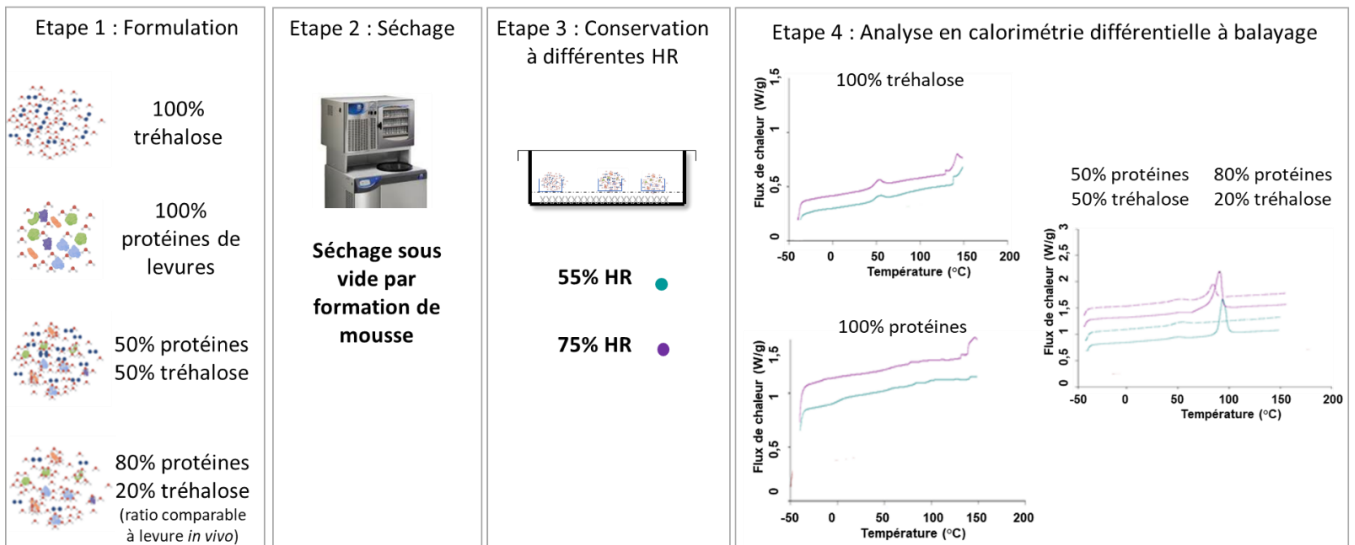 Etape 1 : Formulation
100%
tréhalose
100%
protéines de
levures
50% protéines
50% tréhalose
80% protéines
20% tréhalose
(ratio comparable
à levure in vivo)
Etape 2 : Séchage
Séchage sous
vide par
formation de
mousse
Etape 3 : Conservation
à différentes HR
55% HR
75% HR
Etape 4 : Analyse en calorimétrie différentielle à balayage
100% tréhalose
Flux de chaleur (W/g)
1,5
1
0,5
0
-50 0 50 100 150 200
Température (°C)
100% protéines
Flux de chaleur (W/g)
1,5
1
0,5
0
-50 0 50 100 150 200
Température (°C)
50% protéines 80% protéines
50% tréhalose 20% tréhalose
Flux de chaleur (W/g)
3
2,5
2
1,5
1
0,5
0
-50 0 50 100 150 200
Température (°C)